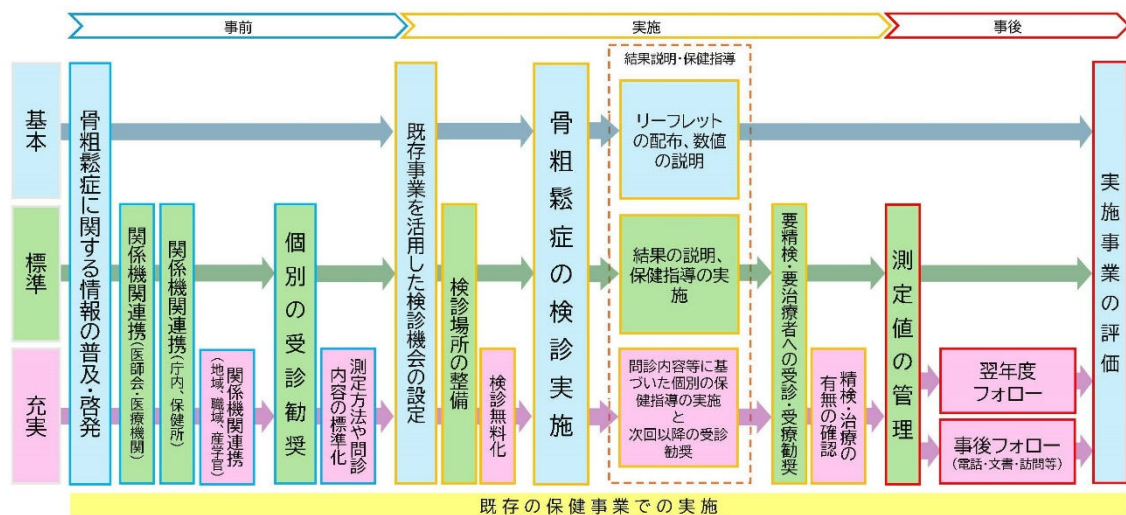 事前
実施
事後
基本
標準
充実
骨粗鬆症に関する情報の普及・啓発
関係機関連携(医師会・医療機関)
関係機関連携(庁内、保健所)
関係機関連携
(地域、職域、産学官)
個別の受診勧奨
測定方法や問診
内容の標準化
既存事業を活用した検診機会の設定
検診場所の整備
検診無料化
骨粗鬆症の検診実施
結果説明・保健指導
リーフレット
の配布、数値
の説明
結果の説明、
保健指導の実
施
問診内容等に基
づいた個別の保
健指導の実施
と
次回以降の受診
勧奨
要精検・要治療者への受診・受療勧奨
精検・治療の
有無の確認
測定値の管理
翌年度
フォロー
事後フォロー
(電話・文書・訪問等)
実施事業の評価
既存の保健事業での実施